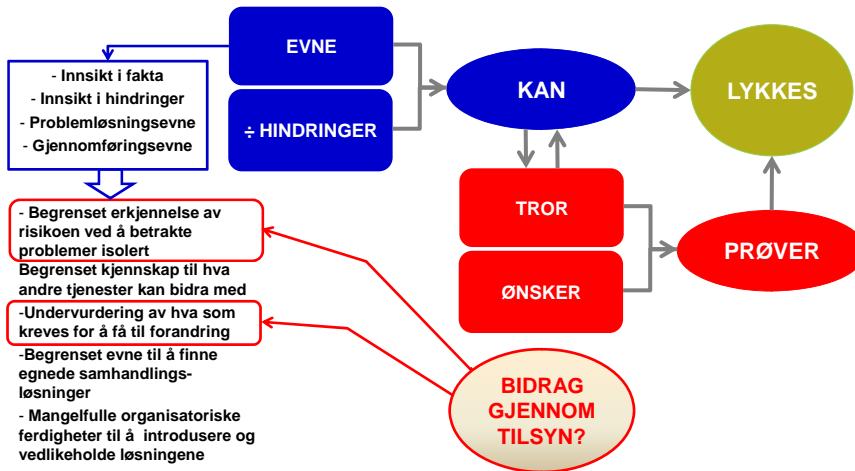 EVNE
÷ HINDRINGER
KAN
LYKKES
TROR
ØNSKER
PRØVER
- Innsikt i fakta
- Innsikt i hindringer
- Problemløsningsevne
- Gjennomføringsevne
- Begrenset erkjennelse av
risikoen ved å betrakte
problemer isolert
Begrenset kjennskap til hva
andre tjenester kan bidra med
-Undervurdering av hva som
kreves for å få til forandring
-Begrenset evne til å finne
egnede samhandlings-
løsninger
- Mangelfulle organisatoriske
ferdigheter til å introdusere og
vedlikeholde løsningene
BIDRAG
GJENNOM
TILSYN?